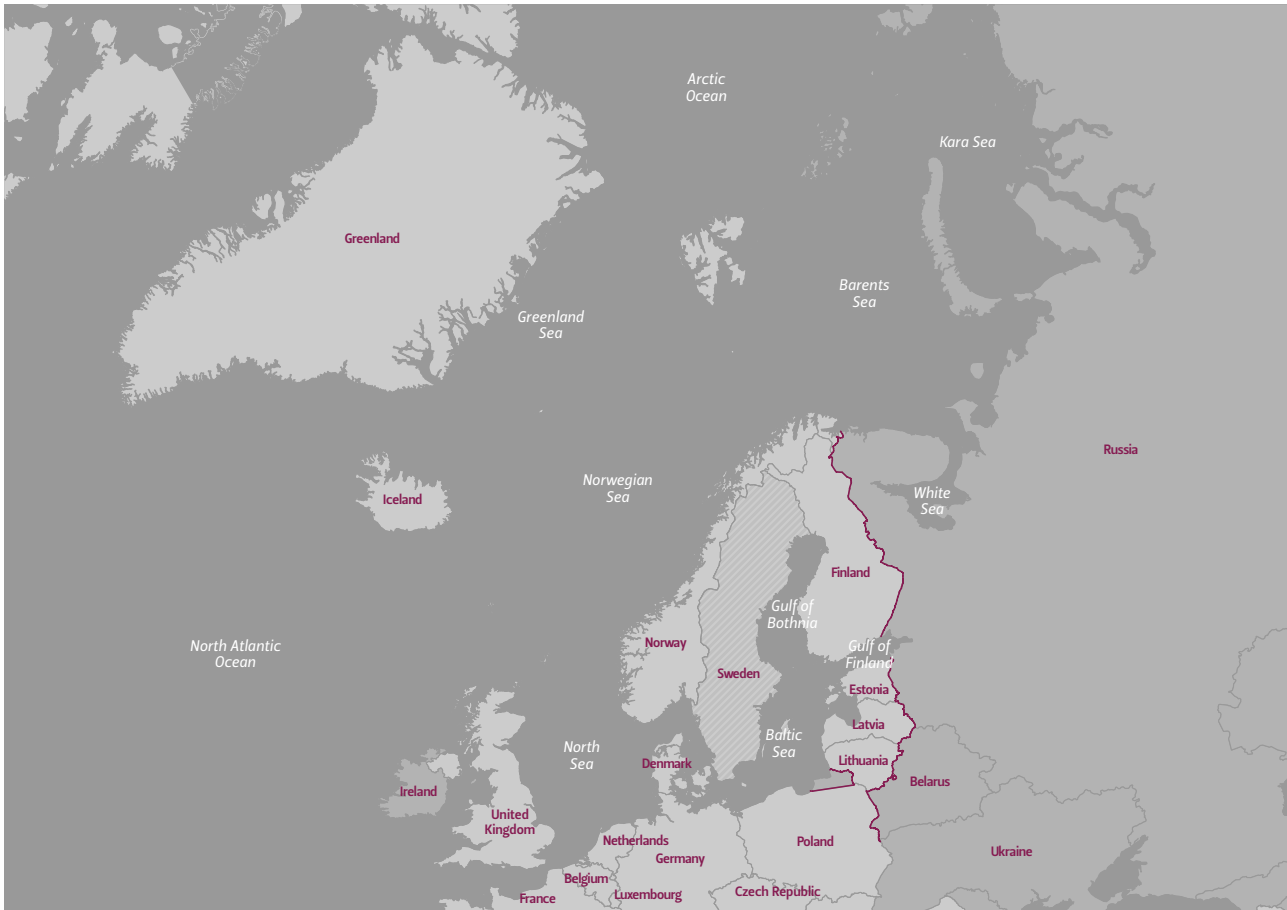 Arctic
Ocean
Kara Sea
Greenland
Barents
Sea
Greenland
Sea
Russia
Norwegian
Sea
Iceland
White
Sea
Finland
Gulf of
Bothnia
Norway
North Atlantic
Ocean
Gulf of
Finland
Sweden
Estonia
Latvia
Baltic
Sea
North
Sea
Denmark
Lithuania
Belarus
Ireland
United
Kingdom
Netherlands
Poland
Germany
Ukraine
Belgium
Luxembourg
Czech Republic
France